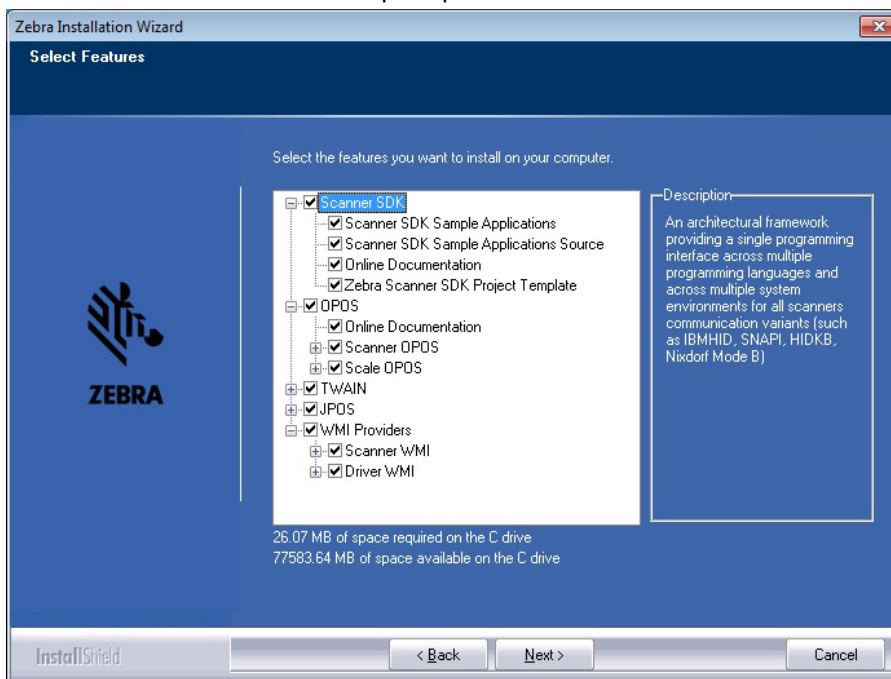 Zebra Installation Wizard
Select Features
Select the features you want to install on your computer.
Scanner SDK
Scanner SDK Sample Applications
Scanner SDK Sample Applications Source
Online Documentation
Zebra Scanner SDK Project Template
OPOS
Online Documentation
Scanner OPOS
Scale OPOS
TWAIN
JPOS
WMI Providers
Scanner WMI
Driver WMI
Description
An architectural framework
providing a single programming
interface across multiple
programming languages and
across multiple system
environments for all scanners
communication variants (such
as IBMHID, SNAPI, HIDKB,
Nixdorf Mode B)
ZEBRA
26.07 MB of space required on the C drive
77583.64 MB of space available on the C drive
InstallShield
< Back
Next >
Cancel